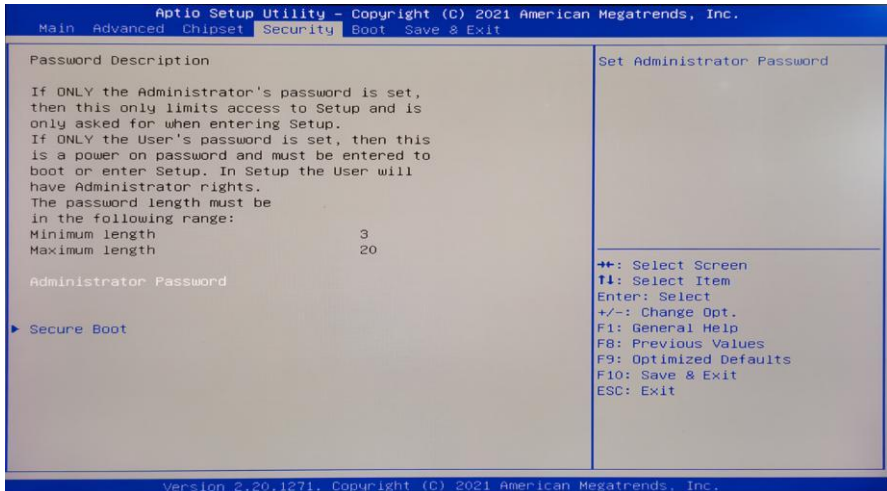 Aptio Setup Utility – Copyright (C) 2021 American Megatrends, Inc.
Main Advanced Chipset Security Boot Save & Exit
Password Description
If ONLY the Administrator's password is set,
then this only limits access to Setup and is
only asked for when entering Setup.
If ONLY the User's password is set, then this
is a power on password and must be entered to
boot or enter Setup. In Setup the User will
have Administrator rights.
The password length must be
in the following range:
Minimum length 3
Maximum length 20
Administrator Password
Secure Boot
Set Administrator Password
→←: Select Screen
↑↓: Select Item
Enter: Select
+/-: Change Opt.
F1: General Help
F8: Previous Values
F9: Optimized Defaults
F10: Save & Exit
ESC: Exit
Version 2.20.1271. Copyright (C) 2021 American Megatrends, Inc.